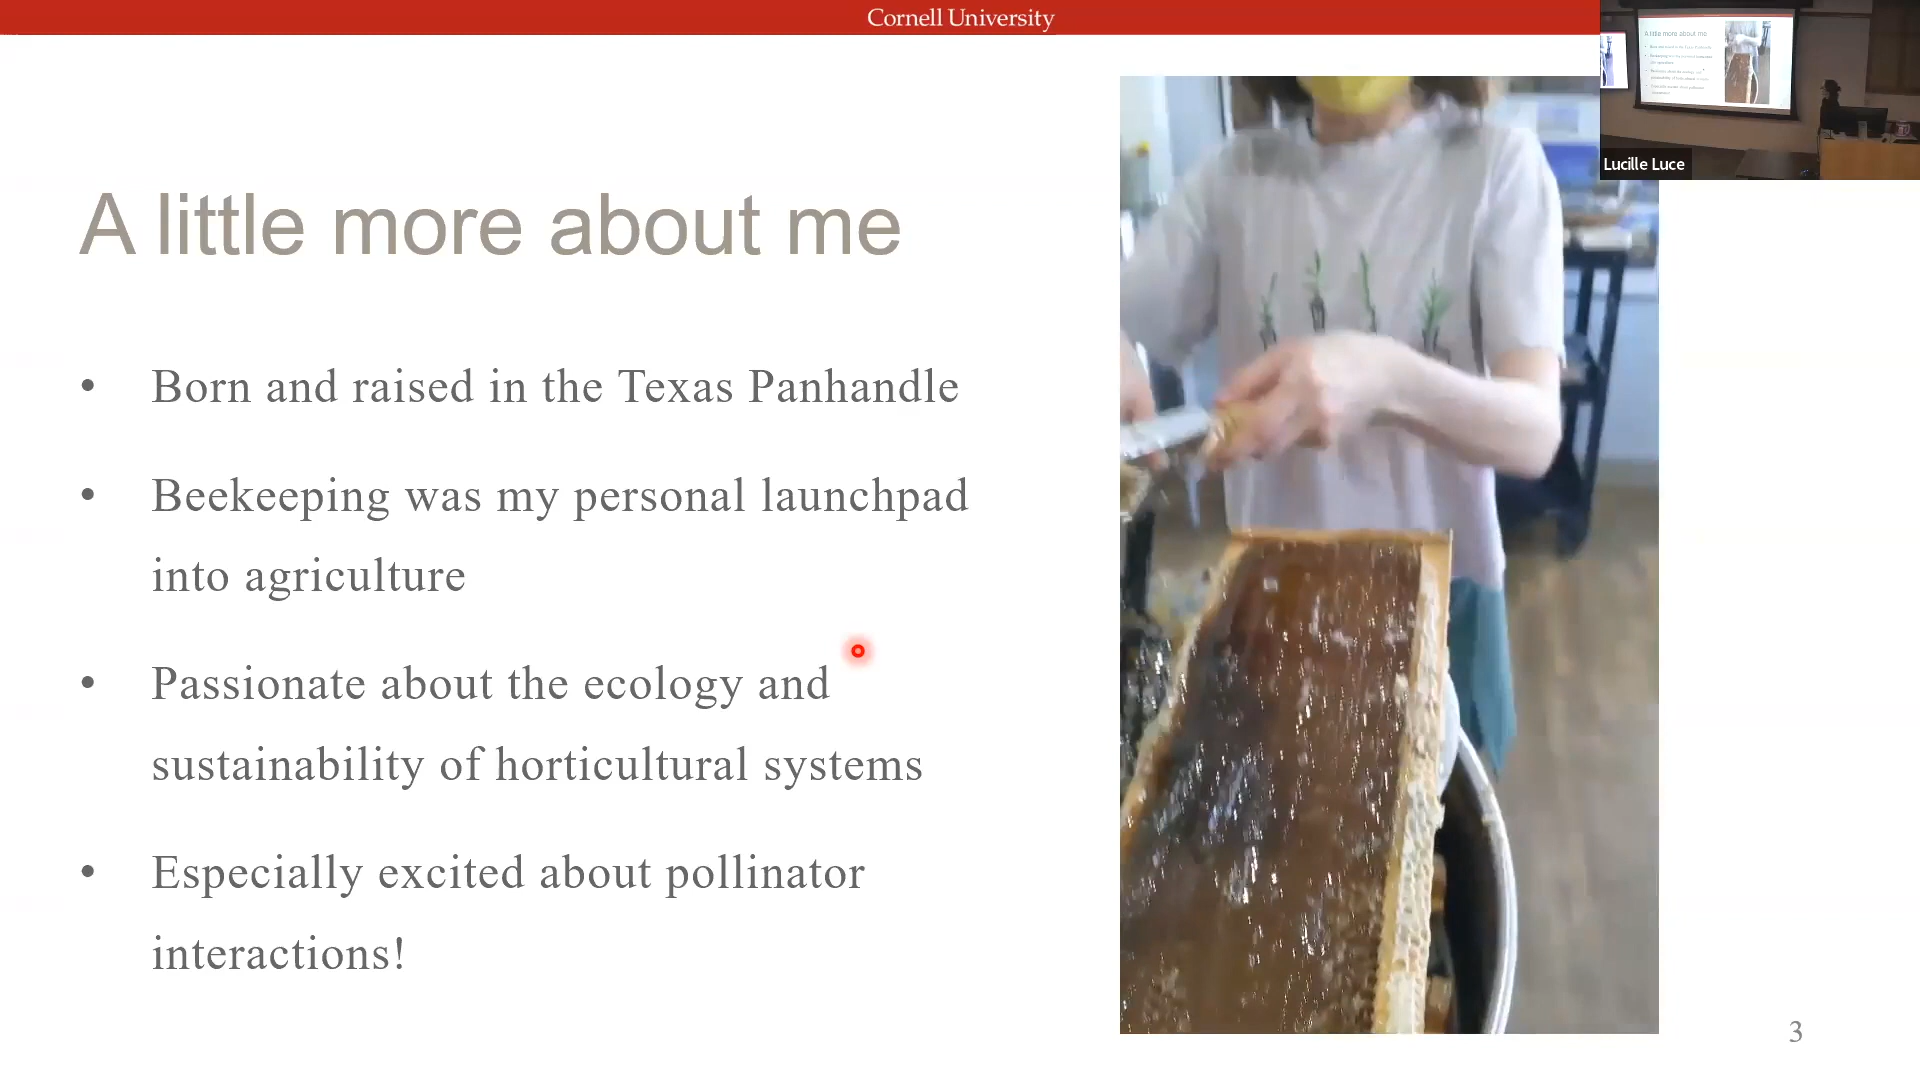 Cornell University
Lucille Luce
A little more about me
• Born and raised in the Texas Panhandle
• Beekeeping was my personal launchpad
into agriculture
• Passionate about the ecology and
sustainability of horticultural systems
• Especially excited about pollinator
interactions!
3